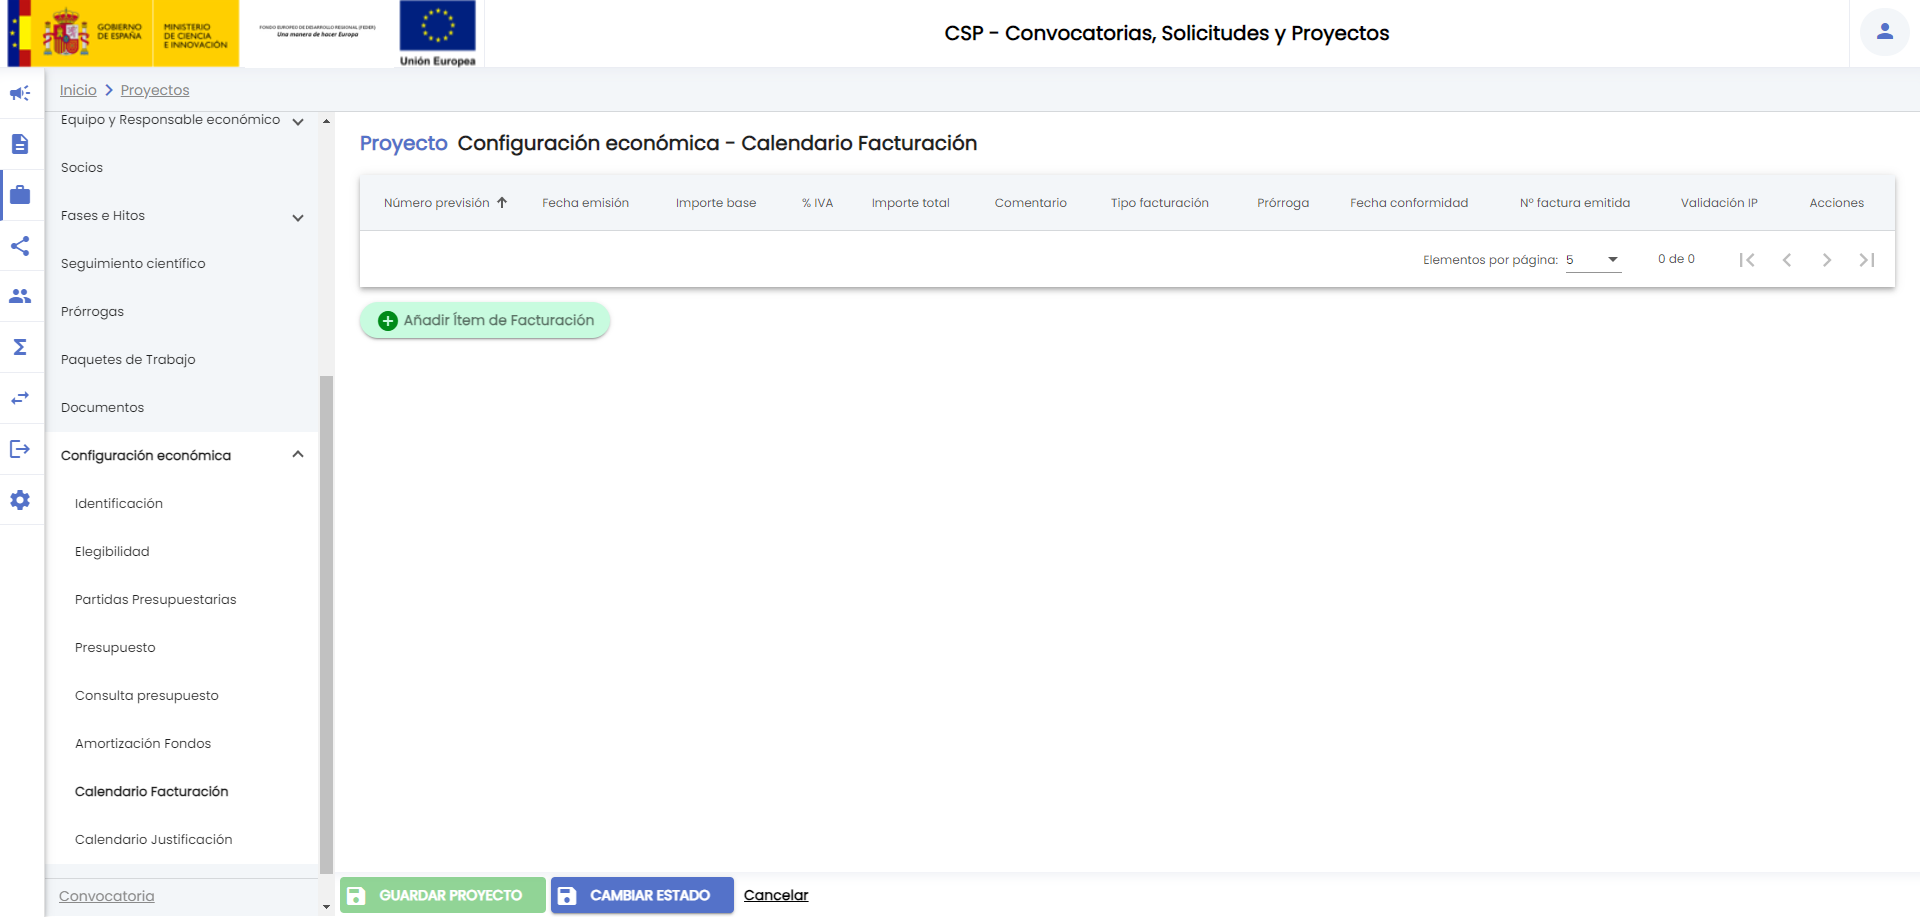 GOBIERNO
DE ESPAÑA
MINISTERIO
DE CIENCIA
E INNOVACIÓN
FONDO EUROPEO DE DESARROLLO REGIONAL (FEDER)
Una manera de hacer Europa
Unión Europea
CSP - Convocatorias, Solicitudes y Proyectos
Inicio Proyectos
Equipo y Responsable económico
Socios
Fases e Hitos
Seguimiento científico
Prórrogas
Paquetes de Trabajo
Documentos
Configuración económica
Identificación
Elegibilidad
Partidas Presupuestarias
Presupuesto
Consulta presupuesto
Amortización Fondos
Calendario Facturación
Calendario Justificación
Convocatoria
Proyecto Configuración económica - Calendario Facturación
Número previsión Fecha emisión Importe base % IVA Importe total Comentario Tipo facturación Prórroga Fecha conformidad Nº factura emitida Validación IP Acciones
Elementos por página: 5 0 de 0
Añadir Ítem de Facturación
GUARDAR PROYECTO CAMBIAR ESTADO Cancelar